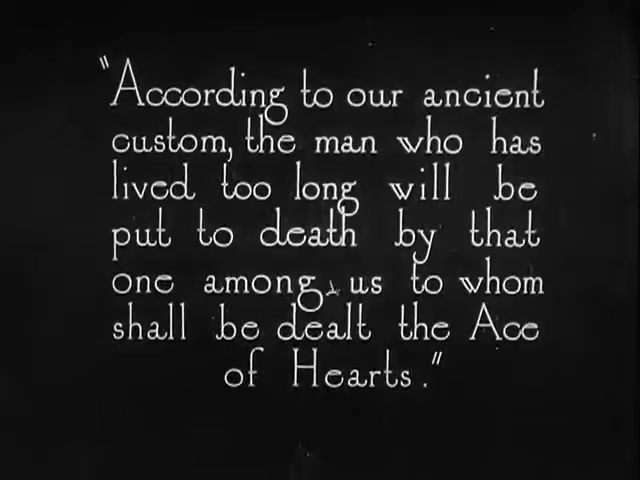 "According to our ancient
custom, the man who has
lived too long will be
put to death by that
one among us to whom
shall be dealt the Ace
of Hearts."